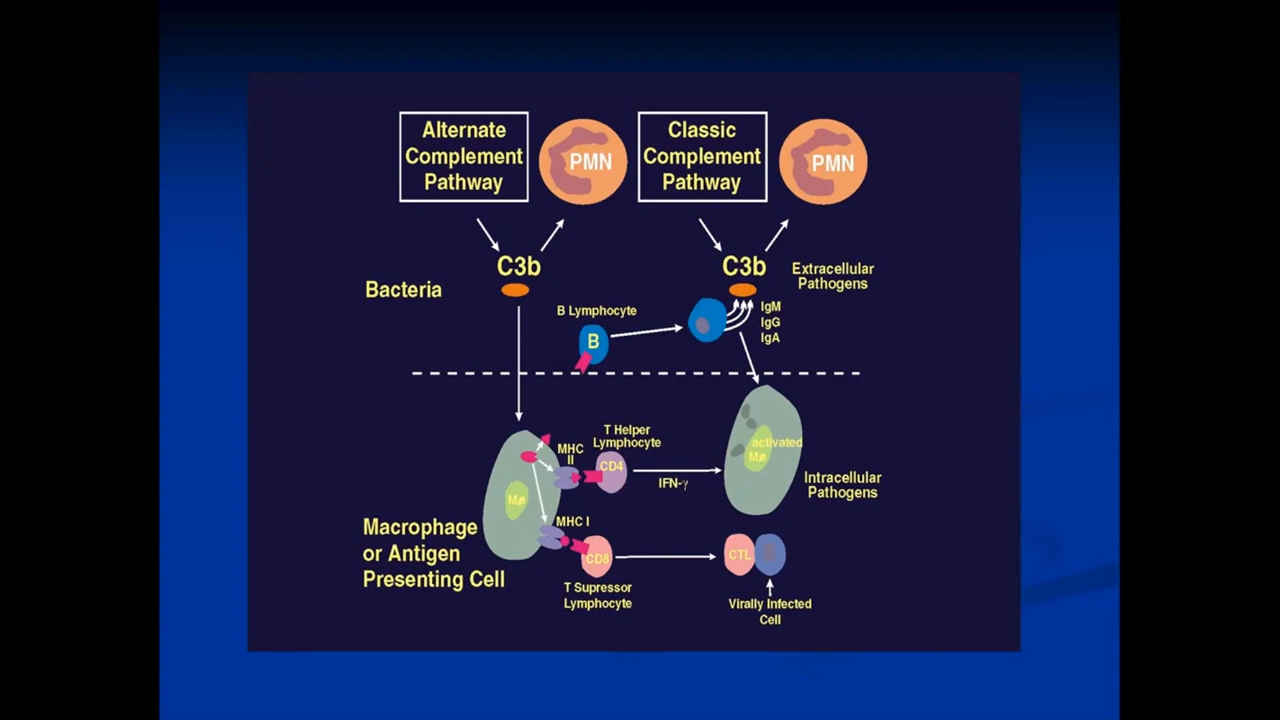 Alternate
Complement
Pathway
PMN
Classic
Complement
Pathway
PMN
C3b
C3b
Bacteria
Extracellular
Pathogens
B Lymphocyte
B
IgM
IgG
IgA
T Helper
Lymphocyte
MHC
II
CD4
IFN-γ
activated
Mø
Mø
Intracellular
Pathogens
Macrophage
or Antigen
Presenting Cell
MHC I
CD8
T Supressor
Lymphocyte
CTL
Virally Infected
Cell